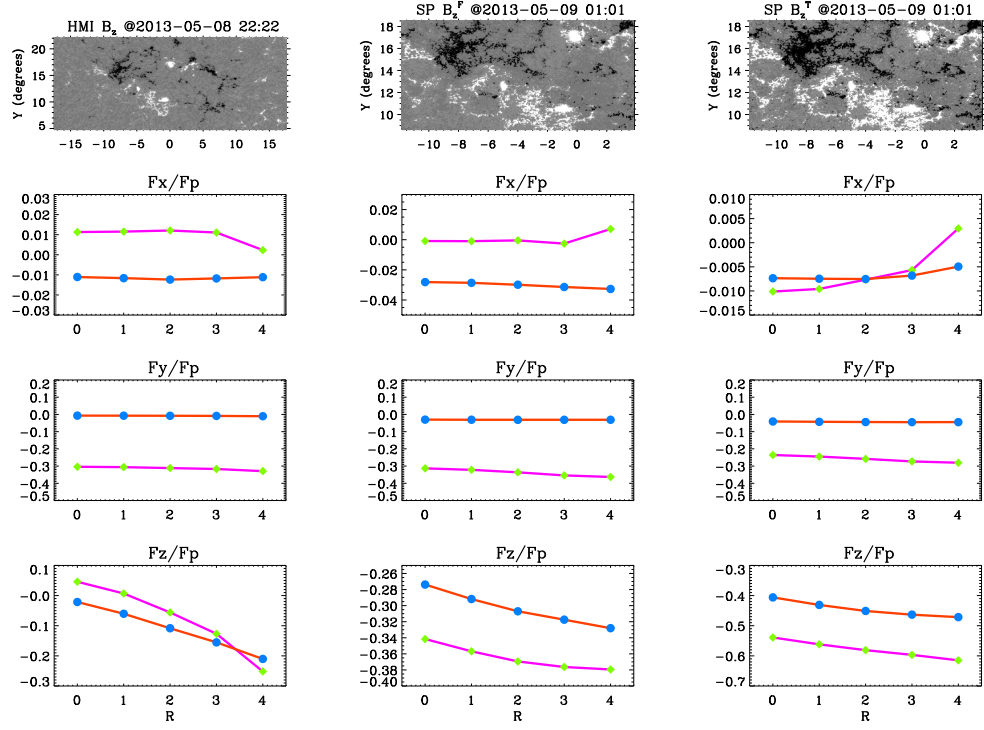 HMI Bz @2013-05-08 22:22
SP BzF @2013-05-09 01:01
SP BzT @2013-05-09 01:01
Y (degrees)
20
15
10
5
-15 -10 -5 0 5 10 15
Y (degrees)
18
16
14
12
10
-10 -8 -6 -4 -2 0 2
Y (degrees)
18
16
14
12
10
-10 -8 -6 -4 -2 0 2
Fx/Fp
0.03
0.02
0.01
0.00
-0.01
-0.02
-0.03
0 1 2 3 4
Fx/Fp
0.02
0.00
-0.02
-0.04
0 1 2 3 4
Fx/Fp
0.010
0.005
0.000
-0.005
-0.010
-0.015
0 1 2 3 4
Fy/Fp
0.2
0.1
0.0
-0.1
-0.2
-0.3
-0.4
-0.5
0 1 2 3 4
Fy/Fp
0.2
0.1
0.0
-0.1
-0.2
-0.3
-0.4
-0.5
0 1 2 3 4
Fy/Fp
0.2
0.1
0.0
-0.1
-0.2
-0.3
-0.4
-0.5
0 1 2 3 4
Fz/Fp
0.1
-0.0
-0.1
-0.2
-0.3
0 1 2 3 4
R
Fz/Fp
-0.26
-0.28
-0.30
-0.32
-0.34
-0.36
-0.38
-0.40
0 1 2 3 4
R
Fz/Fp
-0.3
-0.4
-0.5
-0.6
-0.7
0 1 2 3 4
R